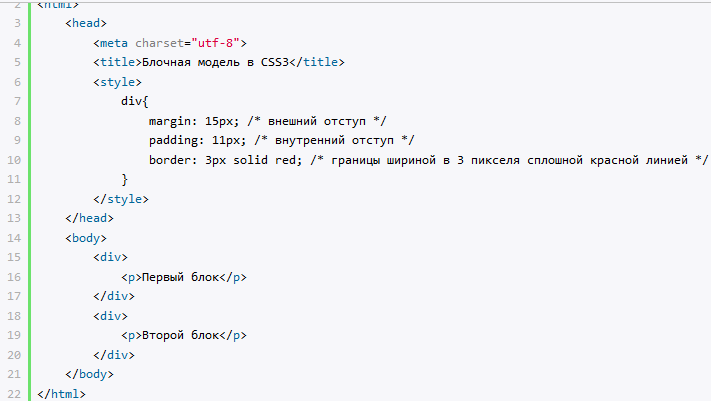 2 <html>
3 <head>
4 <meta charset="utf-8">
5 <title>Блочная модель в CSS3</title>
6 <style>
7 div{
8 margin: 15px; /* внешний отступ */
9 padding: 11px; /* внутренний отступ */
10 border: 3px solid red; /* границы шириной в 3 пикселя сплошной красной линией */
11 }
12 </style>
13 </head>
14 <body>
15 <div>
16 <p>Первый блок</p>
17 </div>
18 <div>
19 <p>Второй блок</p>
20 </div>
21 </body>
22 </html>